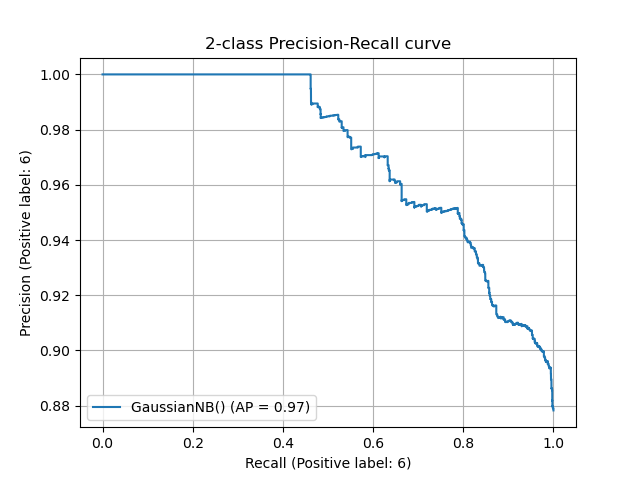 2-class Precision-Recall curve
1.00
0.98
0.96
0.94
0.92
0.90
0.88
Precision (Positive label: 6)
GaussianNB() (AP = 0.97)
0.0 0.2 0.4 0.6 0.8 1.0
Recall (Positive label: 6)